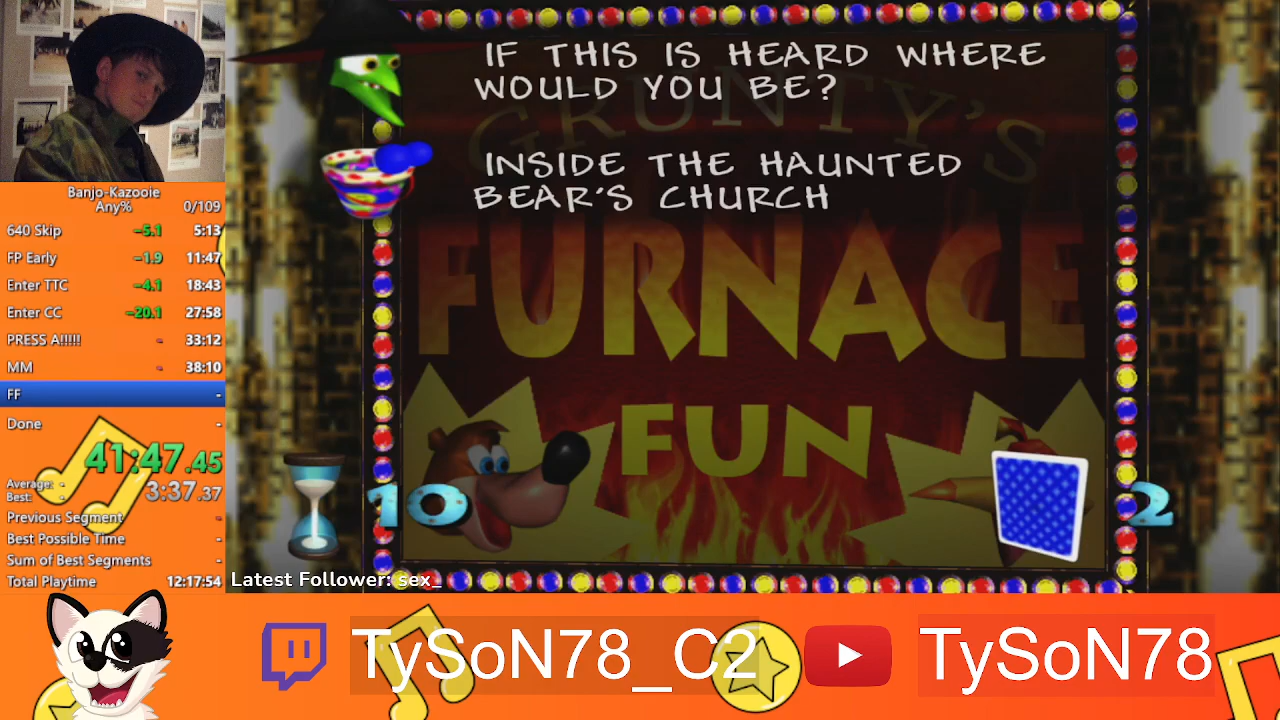 Banjo-Kazooie
Any% 0/109
640 Skip -5.1 5:13
FP Early -1.9 11:47
Enter TTC -4.1 18:43
Enter CC -20.1 27:58
PRESS A!!!!! - 33:12
MM - 38:10
FF -
Done -
41:47.45
Average: -
Best: -
3:37.37
Previous Segment -
Best Possible Time -
Sum of Best Segments -
Total Playtime 12:17:54
IF THIS IS HEARD WHERE
WOULD YOU BE?
INSIDE THE HAUNTED
BEAR'S CHURCH
GRUNTY'S
FURNACE
FUN
10
2
Latest Follower: sex_
TySoN78_C2
TySoN78